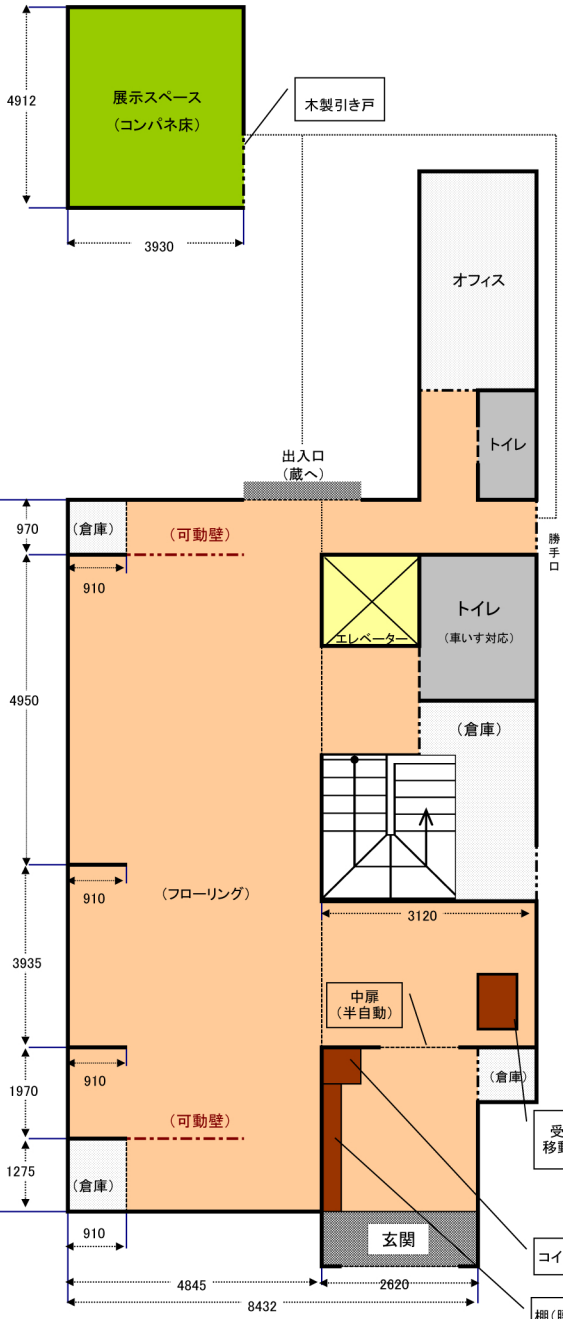 4912
展示スペース
(コンパネ床)
木製引き戸
3930
オフィス
トイレ
出入口
(蔵へ)
勝手口
970
(倉庫)
(可動壁)
910
エレベーター
トイレ
(車いす対応)
4950
(倉庫)
910
(フローリング)
3120
3935
中扉
(半自動)
910
(倉庫)
1970
(可動壁)
受
移動
1275
(倉庫)
玄関
910
コイ
4845
2620
8432
棚(